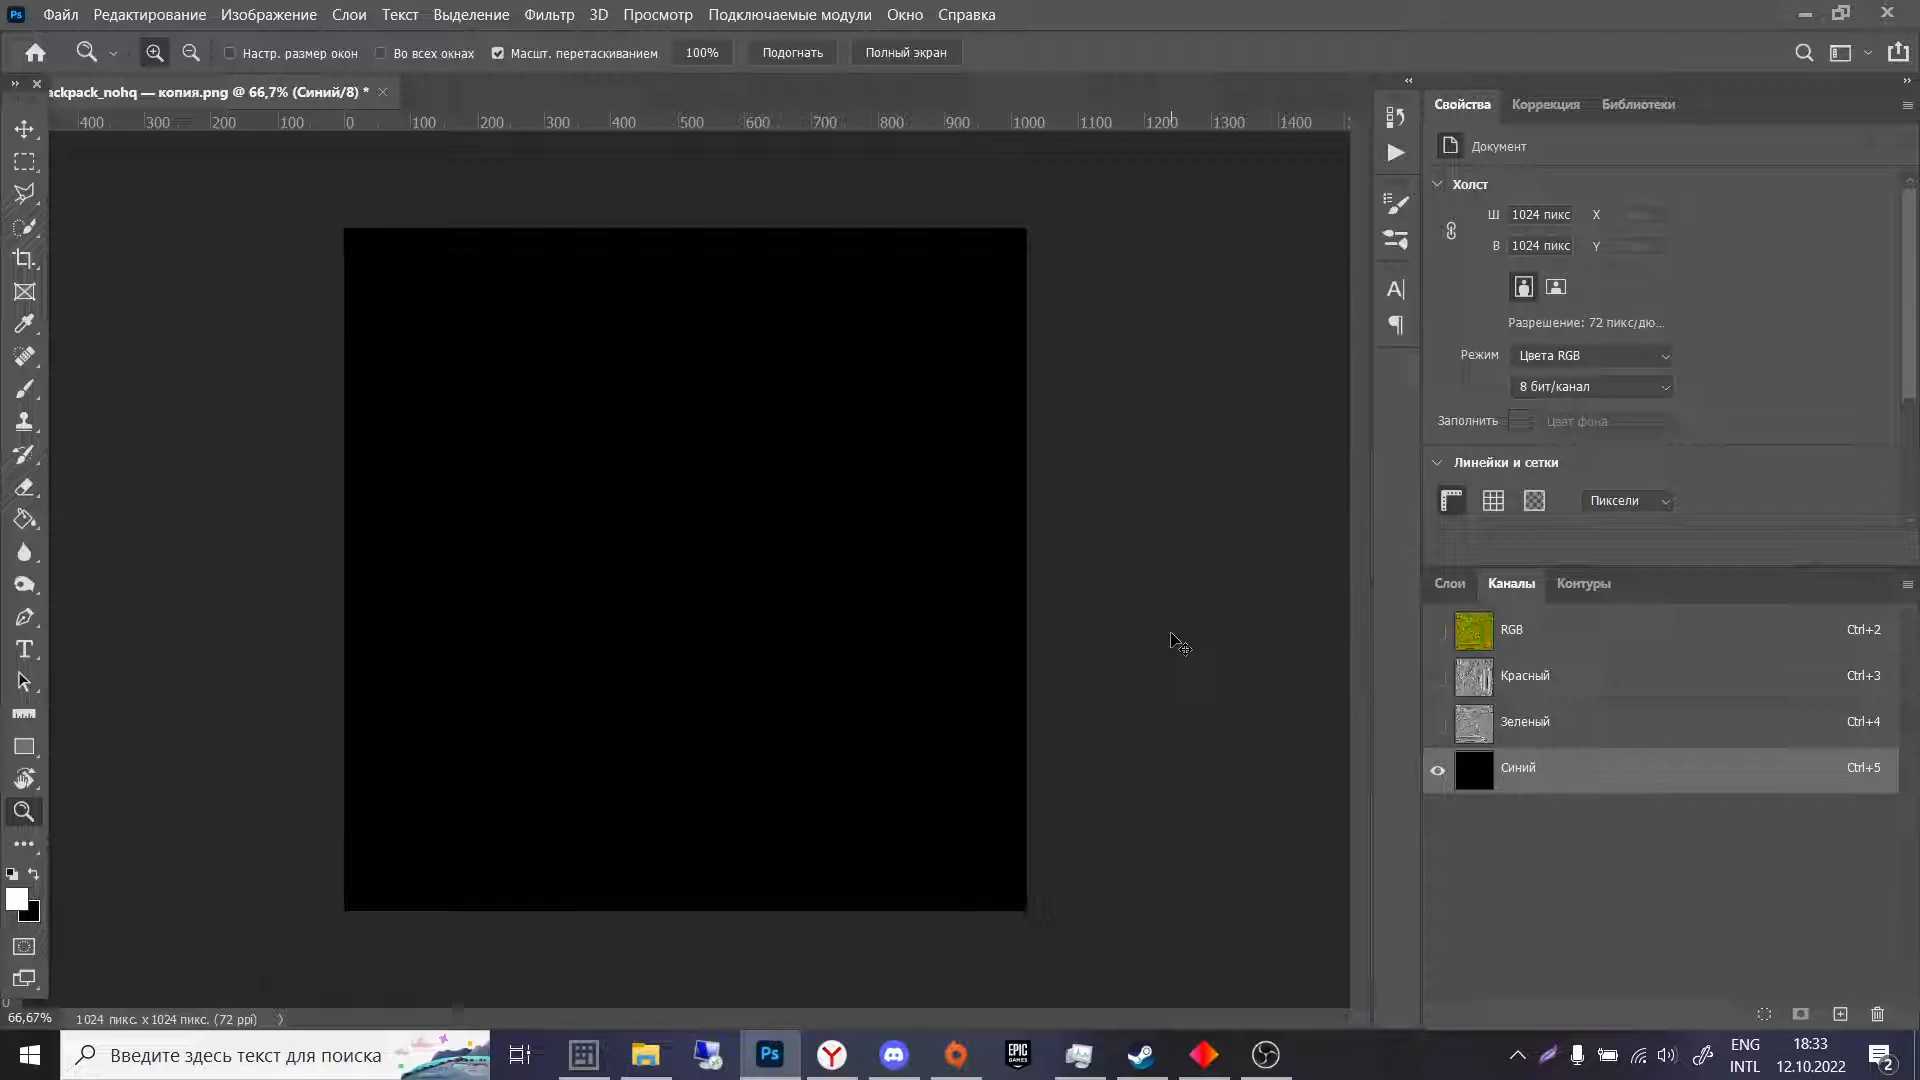 Ps Файл Редактирование Изображение Слои Текст Выделение Фильтр 3D Просмотр Подключаемые модули Окно Справка
Настр. размер окон Во всех окнах Масшт. перетаскиванием 100% Подогнать Полный экран
ackpack_nohq — копия.png @ 66,7% (Синий/8) *
400 300 200 100 0 100 200 300 400 500 600 700 800 900 1000 1100 1200 1300 1400
Свойства Коррекция Библиотеки
Документ
Холст
Ш 1024 пикс X
В 1024 пикс Y
Разрешение: 72 пикс/дю...
Режим Цвета RGB
8 бит/канал
Заполнить Цвет фона
Линейки и сетки
Пиксели
Слои Каналы Контуры
RGB Ctrl+2
Красный Ctrl+3
Зеленый Ctrl+4
Синий Ctrl+5
66,67% 1024 пикс. x 1024 пикс. (72 ppi)
Введите здесь текст для поиска
Ps
EPIC GAMES
ENG
INTL
18:33
12.10.2022
2